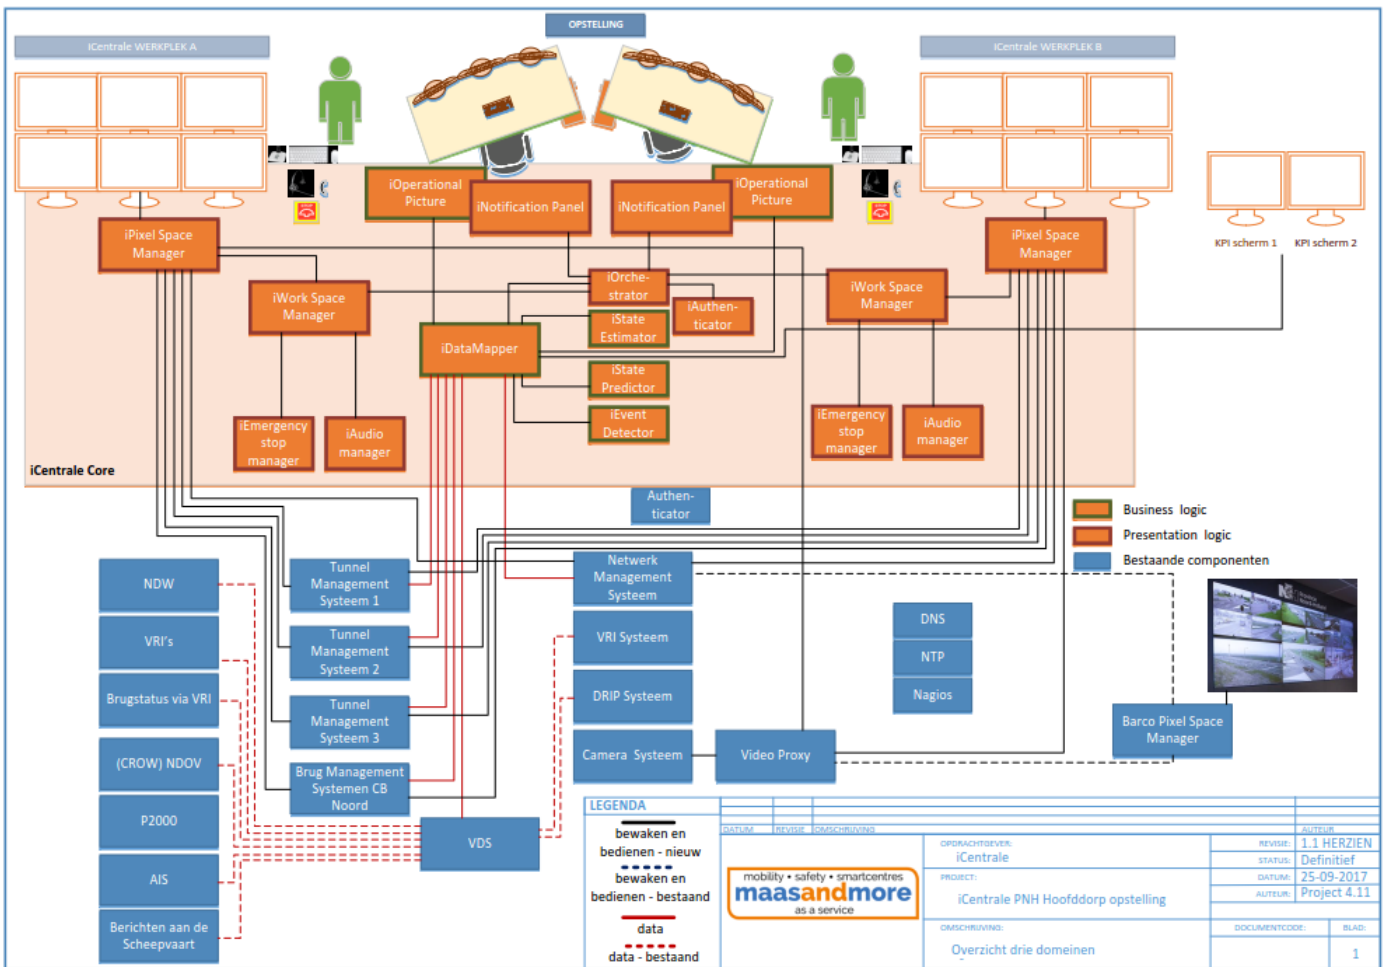 OPSTELLING
iCentrale WERKPLEK A
iCentrale WERKPLEK B
iOperational
Picture
iNotification Panel
iNotification Panel
iOperational
Picture
iPixel Space
Manager
iPixel Space
Manager
KPI scherm 1
KPI scherm 2
iWork Space
Manager
iOrche-
strator
iAuthen-
ticator
iWork Space
Manager
iState
Estimator
iDataMapper
iState
Predictor
iEvent
Detector
iEmergency
stop
manager
iAudio
manager
iEmergency
stop
manager
iAudio
manager
iCentrale Core
Authen-
ticator
Business logic
Presentation logic
Bestaande componenten
NDW
VRI's
Brugstatus via VRI
(CROW) NDOV
P2000
AIS
Berichten aan de
Scheepvaart
Tunnel
Management
Systeem 1
Tunnel
Management
Systeem 2
Tunnel
Management
Systeem 3
Brug Management
Systemen CB
Noord
VDS
Netwerk
Management
Systeem
VRI Systeem
DRIP Systeem
Camera Systeem
Video Proxy
DNS
NTP
Nagios
Barco Pixel Space
Manager
LEGENDA
bewaken en
bedienen - nieuw
bewaken en
bedienen - bestaand
data
data - bestaand
DATUM
REVISIE
OMSCHRIJVING
AUTEUR
mobility • safety • smartcentres
maasandmore
as a service
OPDRACHTGEVER:
iCentrale
PROJECT:
iCentrale PNH Hoofddorp opstelling
OMSCHRIJVING:
Overzicht drie domeinen
REVISIE: 1.1 HERZIEN
STATUS: Definitief
DATUM: 25-09-2017
AUTEUR: Project 4.11
DOCUMENTCODE:
BLAD:
1